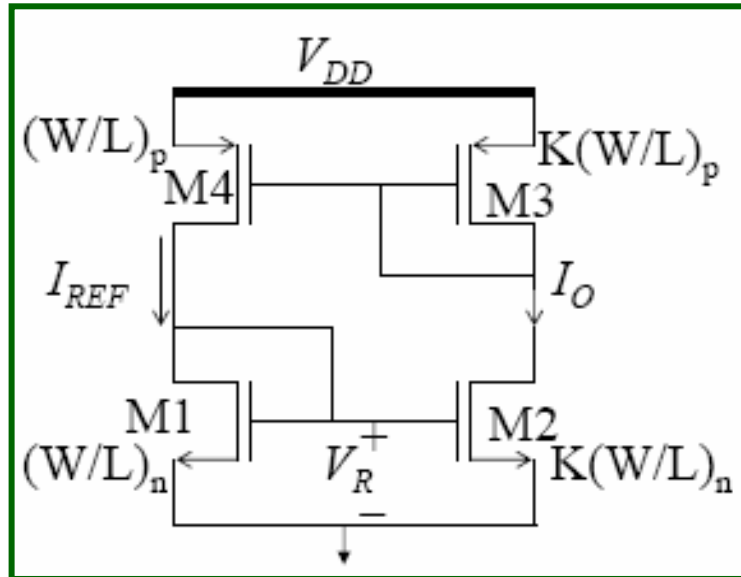 V_DD
(W/L)_p
K(W/L)_p
M4
M3
I_REF
I_O
M1
M2
(W/L)_n
V_R
+
−
K(W/L)_n